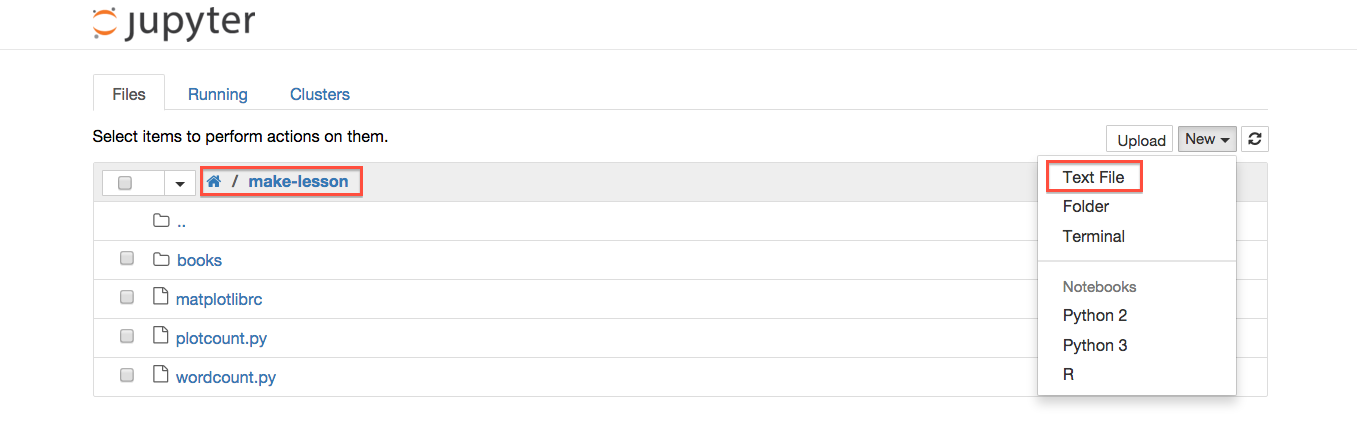 jupyter
Files Running Clusters
Select items to perform actions on them.
Upload New
/ make-lesson
Text File
Folder
Terminal
Notebooks
Python 2
Python 3
R
..
books
matplotlibrc
plotcount.py
wordcount.py